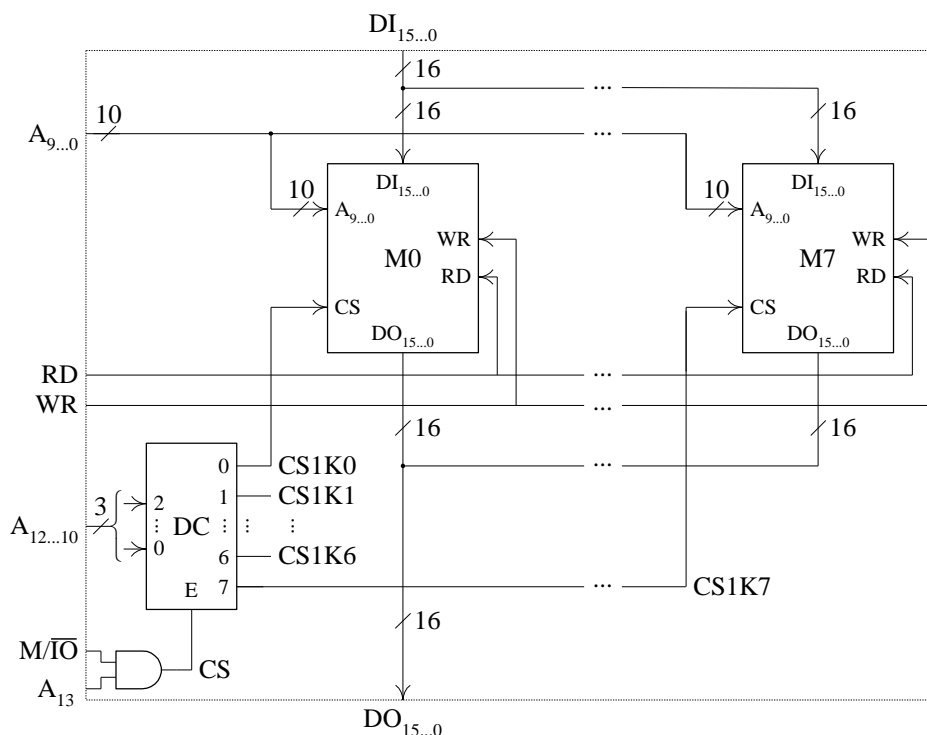 DI15...0
16
...
16
16
10
A9...0
...
DI15...0
DI15...0
10
A9...0
10
A9...0
WR
WR
M0
M7
RD
RD
CS
CS
DO15...0
DO15...0
RD
...
WR
...
16
16
0
CS1K0
...
1
CS1K1
3
2
A12...10
...
DC
...
...
...
0
6
CS1K6
E
7
...
CS1K7
16
M/I̅O̅
CS
A13
DO15...0